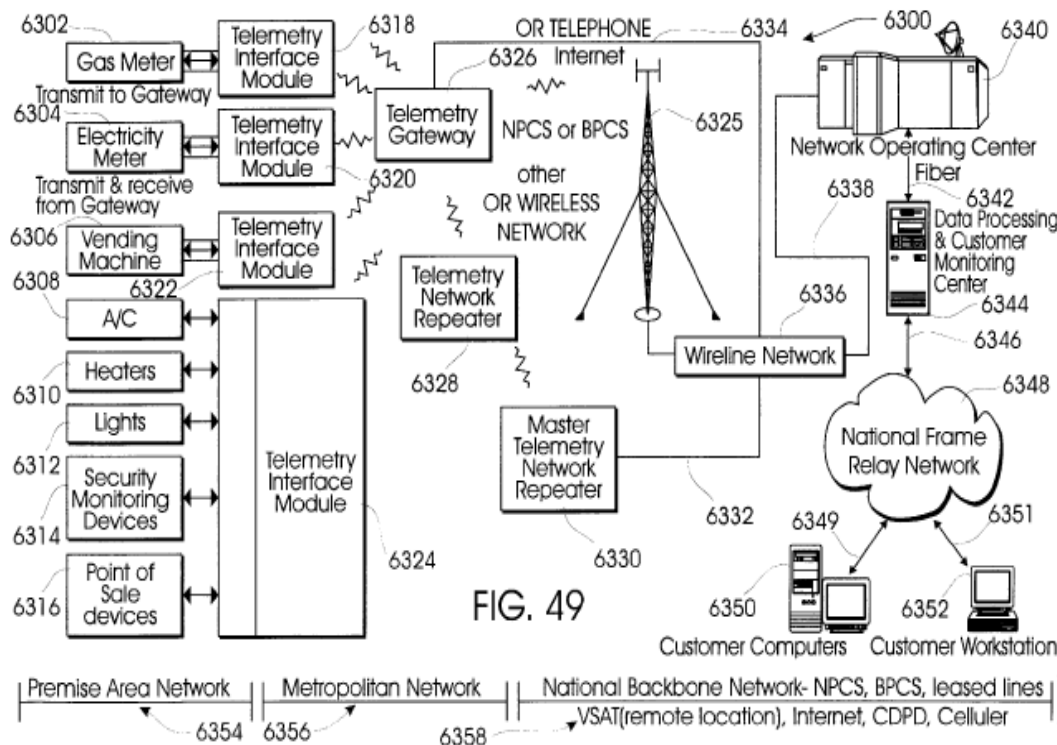 6302
Gas Meter
Transmit to Gateway
6304
Electricity
Meter
Transmit & receive
from Gateway
6306
Vending
Machine
6308
A/C
6310
Heaters
6312
Lights
6314
Security
Monitoring
Devices
6316
Point of
Sale
devices
6318
Telemetry
Interface
Module
Telemetry
Interface
Module
6320
Telemetry
Interface
Module
6322
Telemetry
Interface
Module
6324
6326
Telemetry
Gateway
OR TELEPHONE
Internet
6334
NPCS or BPCS
other
OR WIRELESS
NETWORK
6325
Telemetry
Network
Repeater
6328
Master
Telemetry
Network
Repeater
6330
6332
6336
Wireline Network
6338
6300
6340
Network Operating Center
Fiber
6342
Data Processing
& Customer
Monitoring
Center
6344
6346
6348
National Frame
Relay Network
6349
6351
6350
6352
Customer Computers
Customer Workstation
FIG. 49
Premise Area Network
6354
Metropolitan Network
6356
National Backbone Network- NPCS, BPCS, leased lines
VSAT(remote location), Internet, CDPD, Celluler
6358